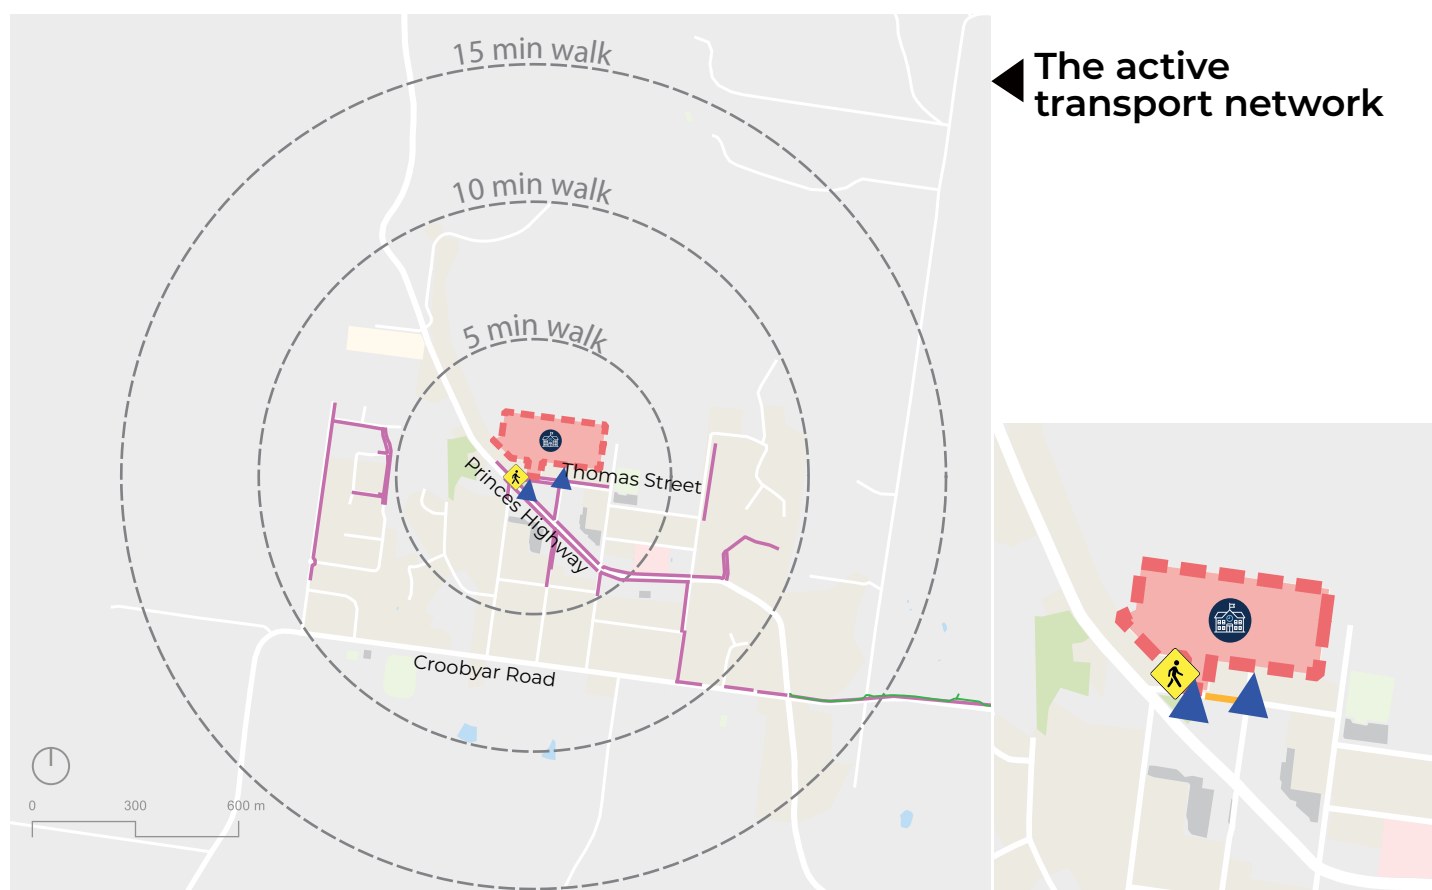 The active
transport network
15 min walk
10 min walk
5 min walk
Thomas Street
Princes Highway
Croobyar Road
0 300 600 m